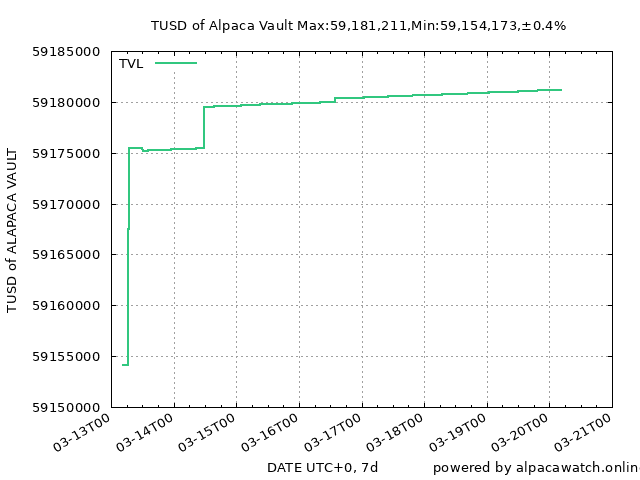 TUSD of Alpaca Vault Max:59,181,211,Min:59,154,173,±0.4%
TVL
59185000
59180000
59175000
59170000
59165000
59160000
59155000
59150000
TUSD of ALAPACA VAULT
03-13T00
03-14T00
03-15T00
03-16T00
03-17T00
03-18T00
03-19T00
03-20T00
03-21T00
DATE UTC+0, 7d
powered by alpacawatch.onlin